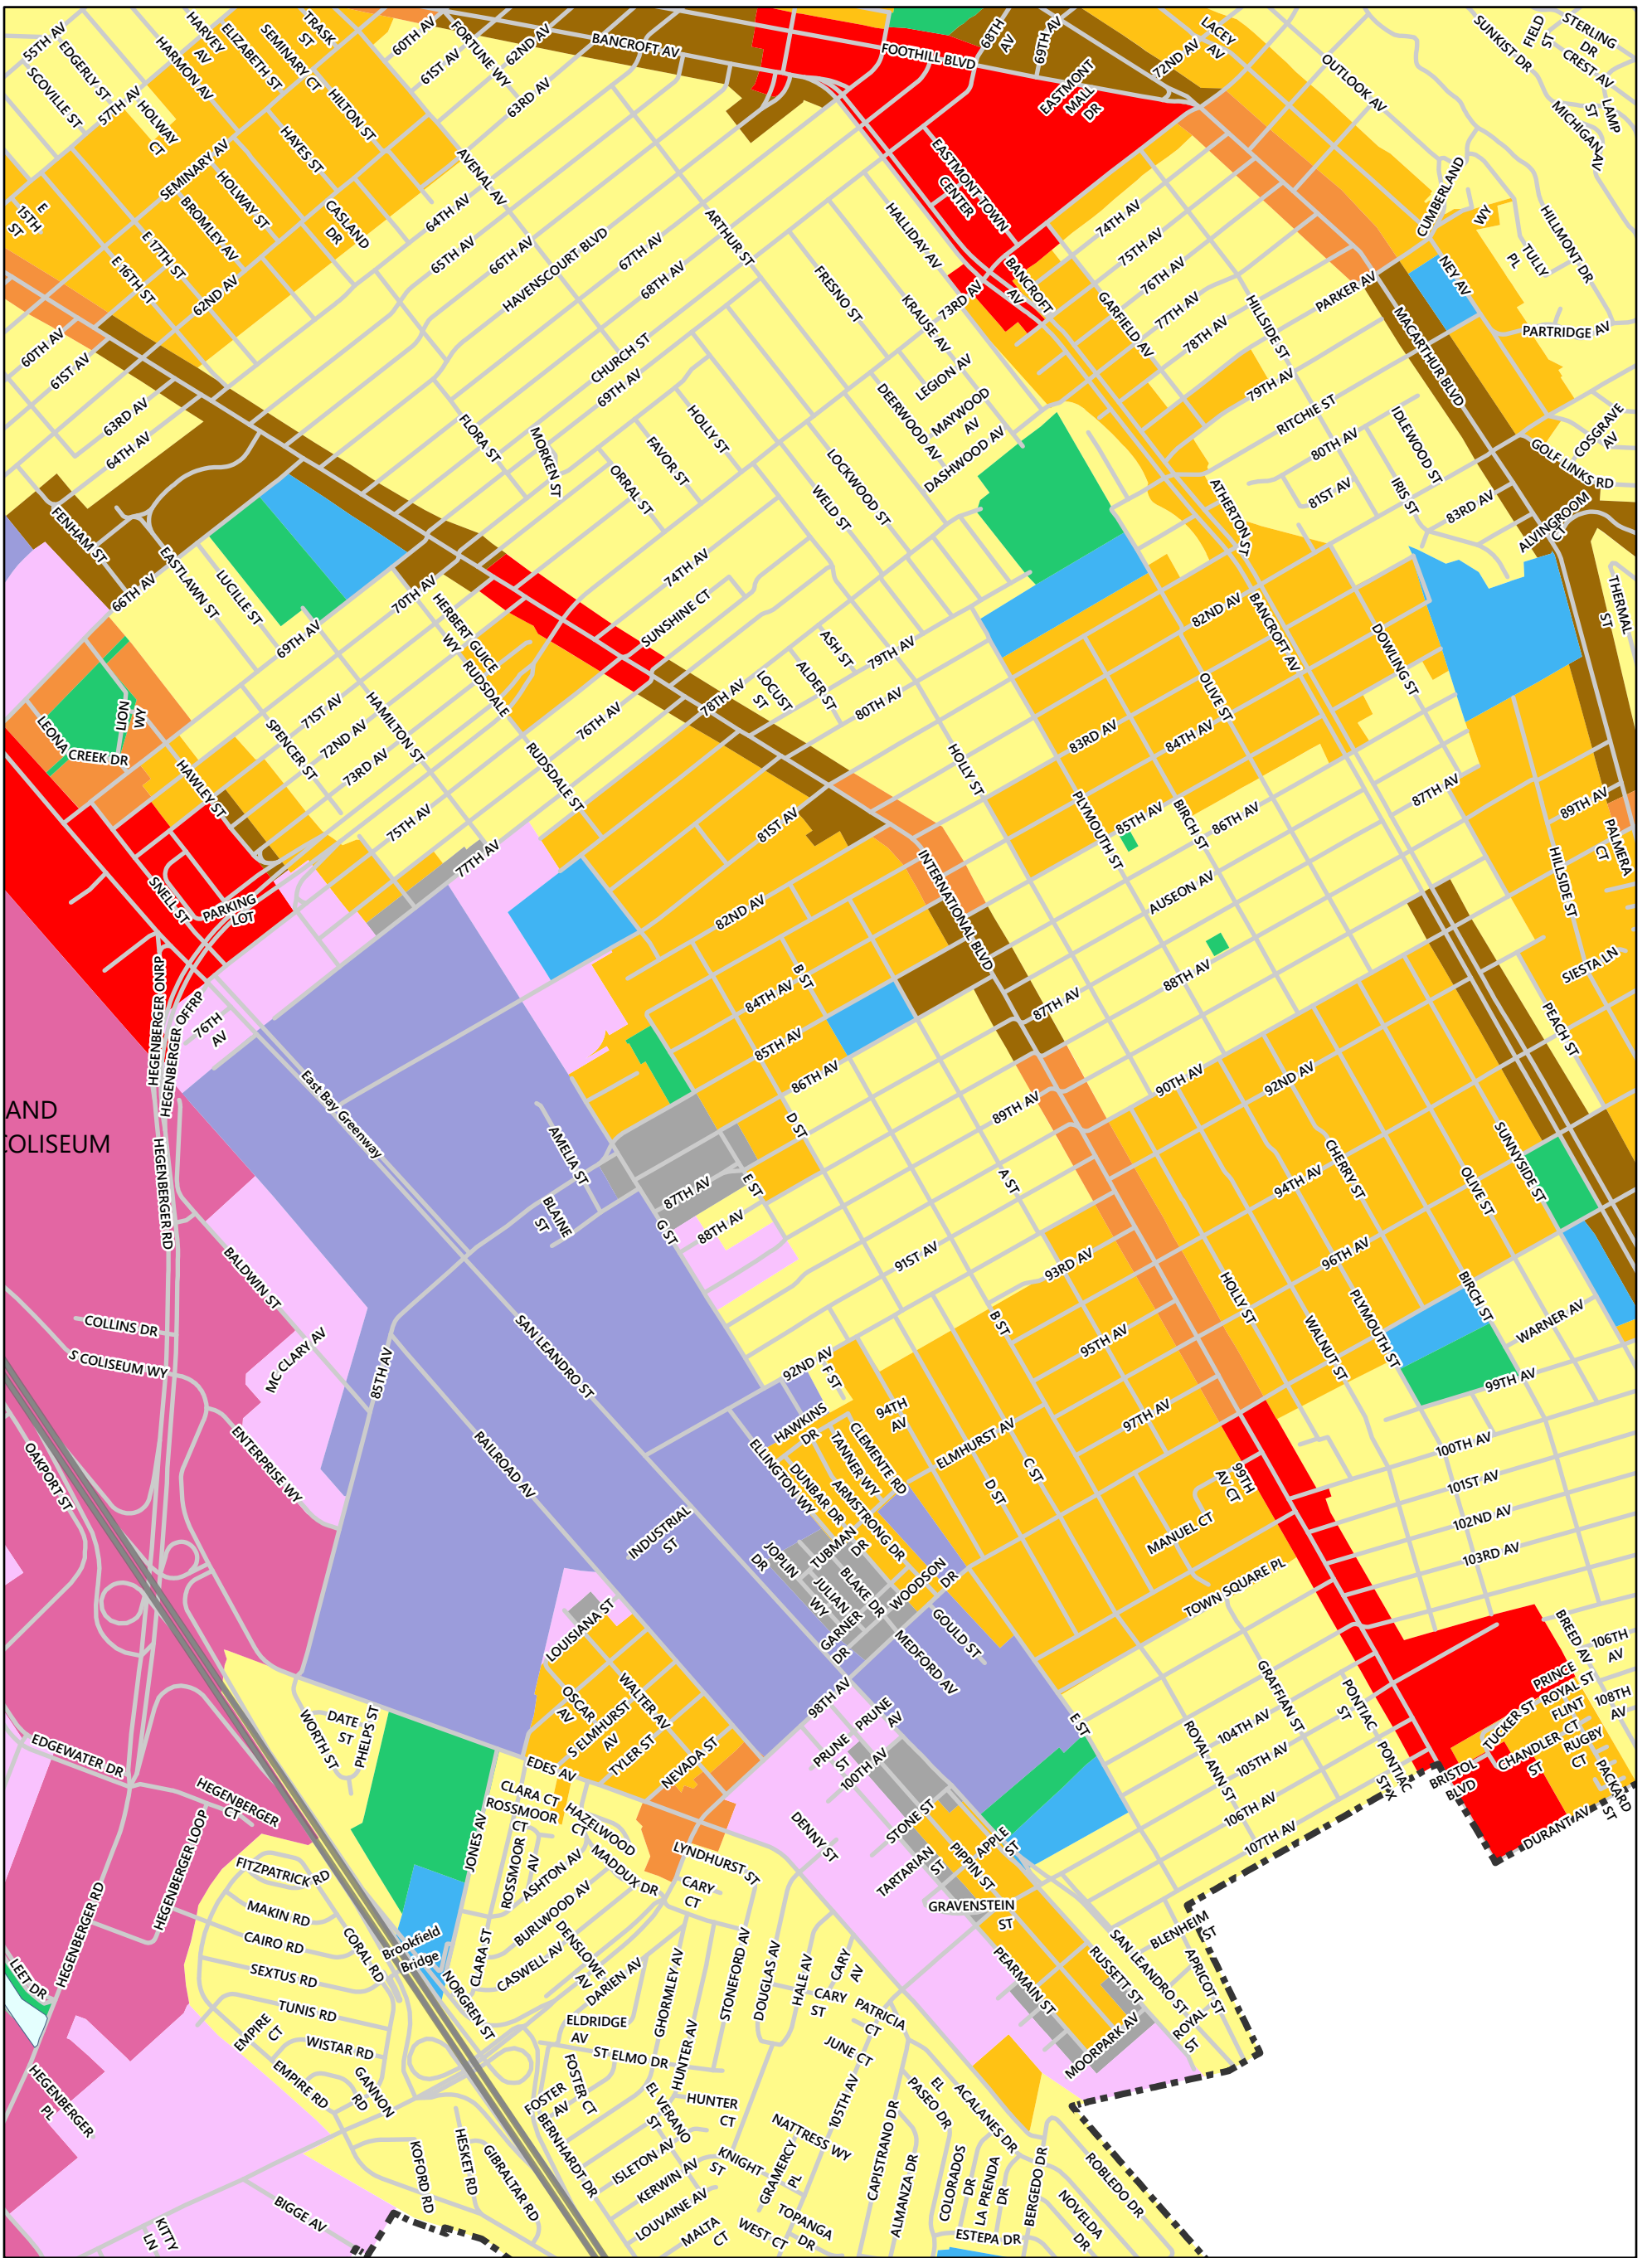 55TH AV
EDGERLY ST
SCOVILLE ST
57TH AV
HOLWAY
CT
HARVEY
AV
HARMON AV
ELIZABETH ST
SEMINARY CT
TRASK
ST
HILTON ST
HAYES ST
60TH AV
61ST AV
FORTUNE WY
62ND AV
63RD AV
BANCROFT AV
FOOTHILL BLVD
68TH
AV
69TH AV
EASTMONT
MALL
DR
72ND AV
LACEY
AV
OUTLOOK AV
SUNKIST DR
FIELD
ST
STERLING
DR
CREST AV
LAMP
ST
MICHIGAN AV
SEMINARY AV
HOLWAY ST
BROMLEY AV
E 17TH ST
E 16TH ST
E
15TH
ST
62ND AV
CASLAND
DR
AVENAL AV
64TH AV
65TH AV
66TH AV
HAVENSCOURT BLVD
67TH AV
68TH AV
ARTHUR ST
EASTMONT TOWN
CENTER
HALLIDAY AV
BANCROFT
AV
73RD AV
FRESNO ST
KRAUSE AV
74TH AV
75TH AV
76TH AV
77TH AV
78TH AV
GARFIELD AV
HILLSIDE ST
PARKER AV
CUMBERLAND
WY
HILLMONT DR
TULLY
PL
NEY AV
PARTRIDGE AV
MACARTHUR BLVD
60TH AV
61ST AV
63RD AV
64TH AV
CHURCH ST
69TH AV
FLORA ST
MORKEN ST
ORRAL ST
FAVOR ST
HOLLY ST
LEGION AV
DEERWOOD AV
MAYWOOD
AV
DASHWOOD AV
LOCKWOOD ST
WELD ST
79TH AV
RITCHIE ST
80TH AV
81ST AV
IDLEWOOD ST
IRIS ST
83RD AV
COSGRAVE
AV
GOLF LINKS RD
ALVINGROOM
CT
ATHERTON ST
THERMAL
ST
FENHAM ST
66TH AV
EASTLAWN ST
LUCILLE ST
69TH AV
70TH AV
HERBERT GUICE
WY
RUDSDALE
74TH AV
SUNSHINE CT
76TH AV
78TH AV
LOCUST
ST
ALDER ST
ASH ST
79TH AV
80TH AV
82ND AV
BANCROFT AV
OLIVE ST
83RD AV
84TH AV
DOWLING ST
LEONA
CREEK DR
LION
WY
71ST AV
72ND AV
73RD AV
SPENCER ST
HAMILTON ST
HAWLEY ST
75TH AV
77TH AV
RUDSDALE ST
81ST AV
82ND AV
HOLLY ST
PLYMOUTH ST
85TH AV
BIRCH ST
86TH AV
87TH AV
89TH AV
PALMERA
CT
HILLSIDE ST
AUSEON AV
88TH AV
SIESTA LN
PEACH ST
INTERNATIONAL BLVD
SNELL ST
PARKING
LOT
HEGENBERGER ONRP
HEGENBERGER OFFRP
76TH
AV
B ST
84TH AV
85TH AV
86TH AV
87TH AV
89TH AV
90TH AV
92ND AV
AND
COLISEUM
East Bay Greenway
HEGENBERGER RD
AMELIA ST
BLAINE
ST
87TH AV
88TH AV
E ST
G ST
D ST
A ST
91ST AV
93RD AV
94TH AV
CHERRY ST
OLIVE ST
SUNNYSIDE ST
96TH AV
BIRCH ST
PLYMOUTH ST
WARNER AV
99TH AV
HOLLY ST
WALNUT ST
BALDWIN ST
COLLINS DR
S COLISEUM WY
MC CLARY AV
85TH AV
SAN LEANDRO ST
ENTERPRISE WY
OAKPORT ST
RAILROAD AV
INDUSTRIAL
ST
92ND AV
F ST
B ST
95TH AV
97TH AV
HAWKINS
DR
94TH
AV
ELLINGTON WY
DUNBAR DR
TANNER WY
CLEMENTE RD
ARMSTRONG DR
ELMHURST AV
C ST
D ST
99TH
AV CT
MANUEL CT
TOWN SQUARE PL
100TH AV
101ST AV
102ND AV
103RD AV
JOPLIN
DR
TUBMAN
DR
BLAKE DR
JULIAN
WY
GARNER
DR
WOODSON
DR
GOULD ST
MEDFORD AV
98TH AV
LOUISIANA ST
OSCAR
AV
WALTER AV
S ELMHURST
AV
TYLER ST
NEVADA ST
EDES AV
DATE
ST
WORTH ST
PHELPS ST
EDGEWATER DR
HEGENBERGER
CT
HEGENBERGER LOOP
HEGENBERGER RD
PRUNE
AV
PRUNE
ST
100TH AV
STONE ST
DENNY ST
TARTARIAN
ST
PIPPIN ST
APPLE
ST
GRAVENSTEIN
ST
E ST
ROYAL ANN ST
GRAFFIAN ST
104TH AV
105TH AV
106TH AV
107TH AV
PONTIAC
ST
PONTIAC
ST X
BREED AV
106TH
AV
PRINCE
ROYAL ST
TUCKER ST
FLINT
CT
108TH
AV
RUGBY
CT
CHANDLER
ST
BRISTOL
BLVD
PACKARD
ST
DURANT AV
CLARA CT
ROSSMOOR
CT
HAZELWOOD
CT
ROSSMOOR
AV
JONES AV
ASHTON AV
MADDUX DR
LYNDHURST ST
CARY
CT
BURLWOOD AV
CASWELL AV
DENSLOWE
AV
DARIEN AV
CLARA ST
FITZPATRICK RD
MAKIN RD
CAIRO RD
SEXTUS RD
TUNIS RD
WISTAR RD
EMPIRE
CT
EMPIRE RD
CORAL RD
GANNON
RD
Brookfield
Bridge
NORGREN ST
LEET DR
HEGENBERGER
PL
ELDRIDGE
AV
ST ELMO DR
GHORMLEY AV
HUNTER AV
STONEFORD AV
DOUGLAS AV
HALE AV
CARY
AV
CARY
ST
PATRICIA
CT
JUNE CT
PEARMAIN ST
RUSSETT ST
SAN LEANDRO ST
BLENHEIM
ST
APRICOT ST
ROYAL
ST
MOORPARK AV
FOSTER
AV
FOSTER CT
BERNHARDT DR
EL VERANO
ST
HUNTER
CT
ISLETON AV
KERWIN AV
LOUVAINE AV
MALTA
CT
KNIGHT
ST
NATTRESS WY
GRAMERCY
PL
WEST CT
TOPANGA
DR
105TH AV
CAPISTRANO DR
ALMANZA DR
EL
PASEO DR
ACALANES DR
COLORADOS
DR
LA PRENDA
DR
BERGEDO DR
ESTEPA DR
NOVELDA
DR
ROBLEDO DR
KOFORD RD
HESKET RD
GIBRALTAR RD
BIGGE AV
KITTY
LN